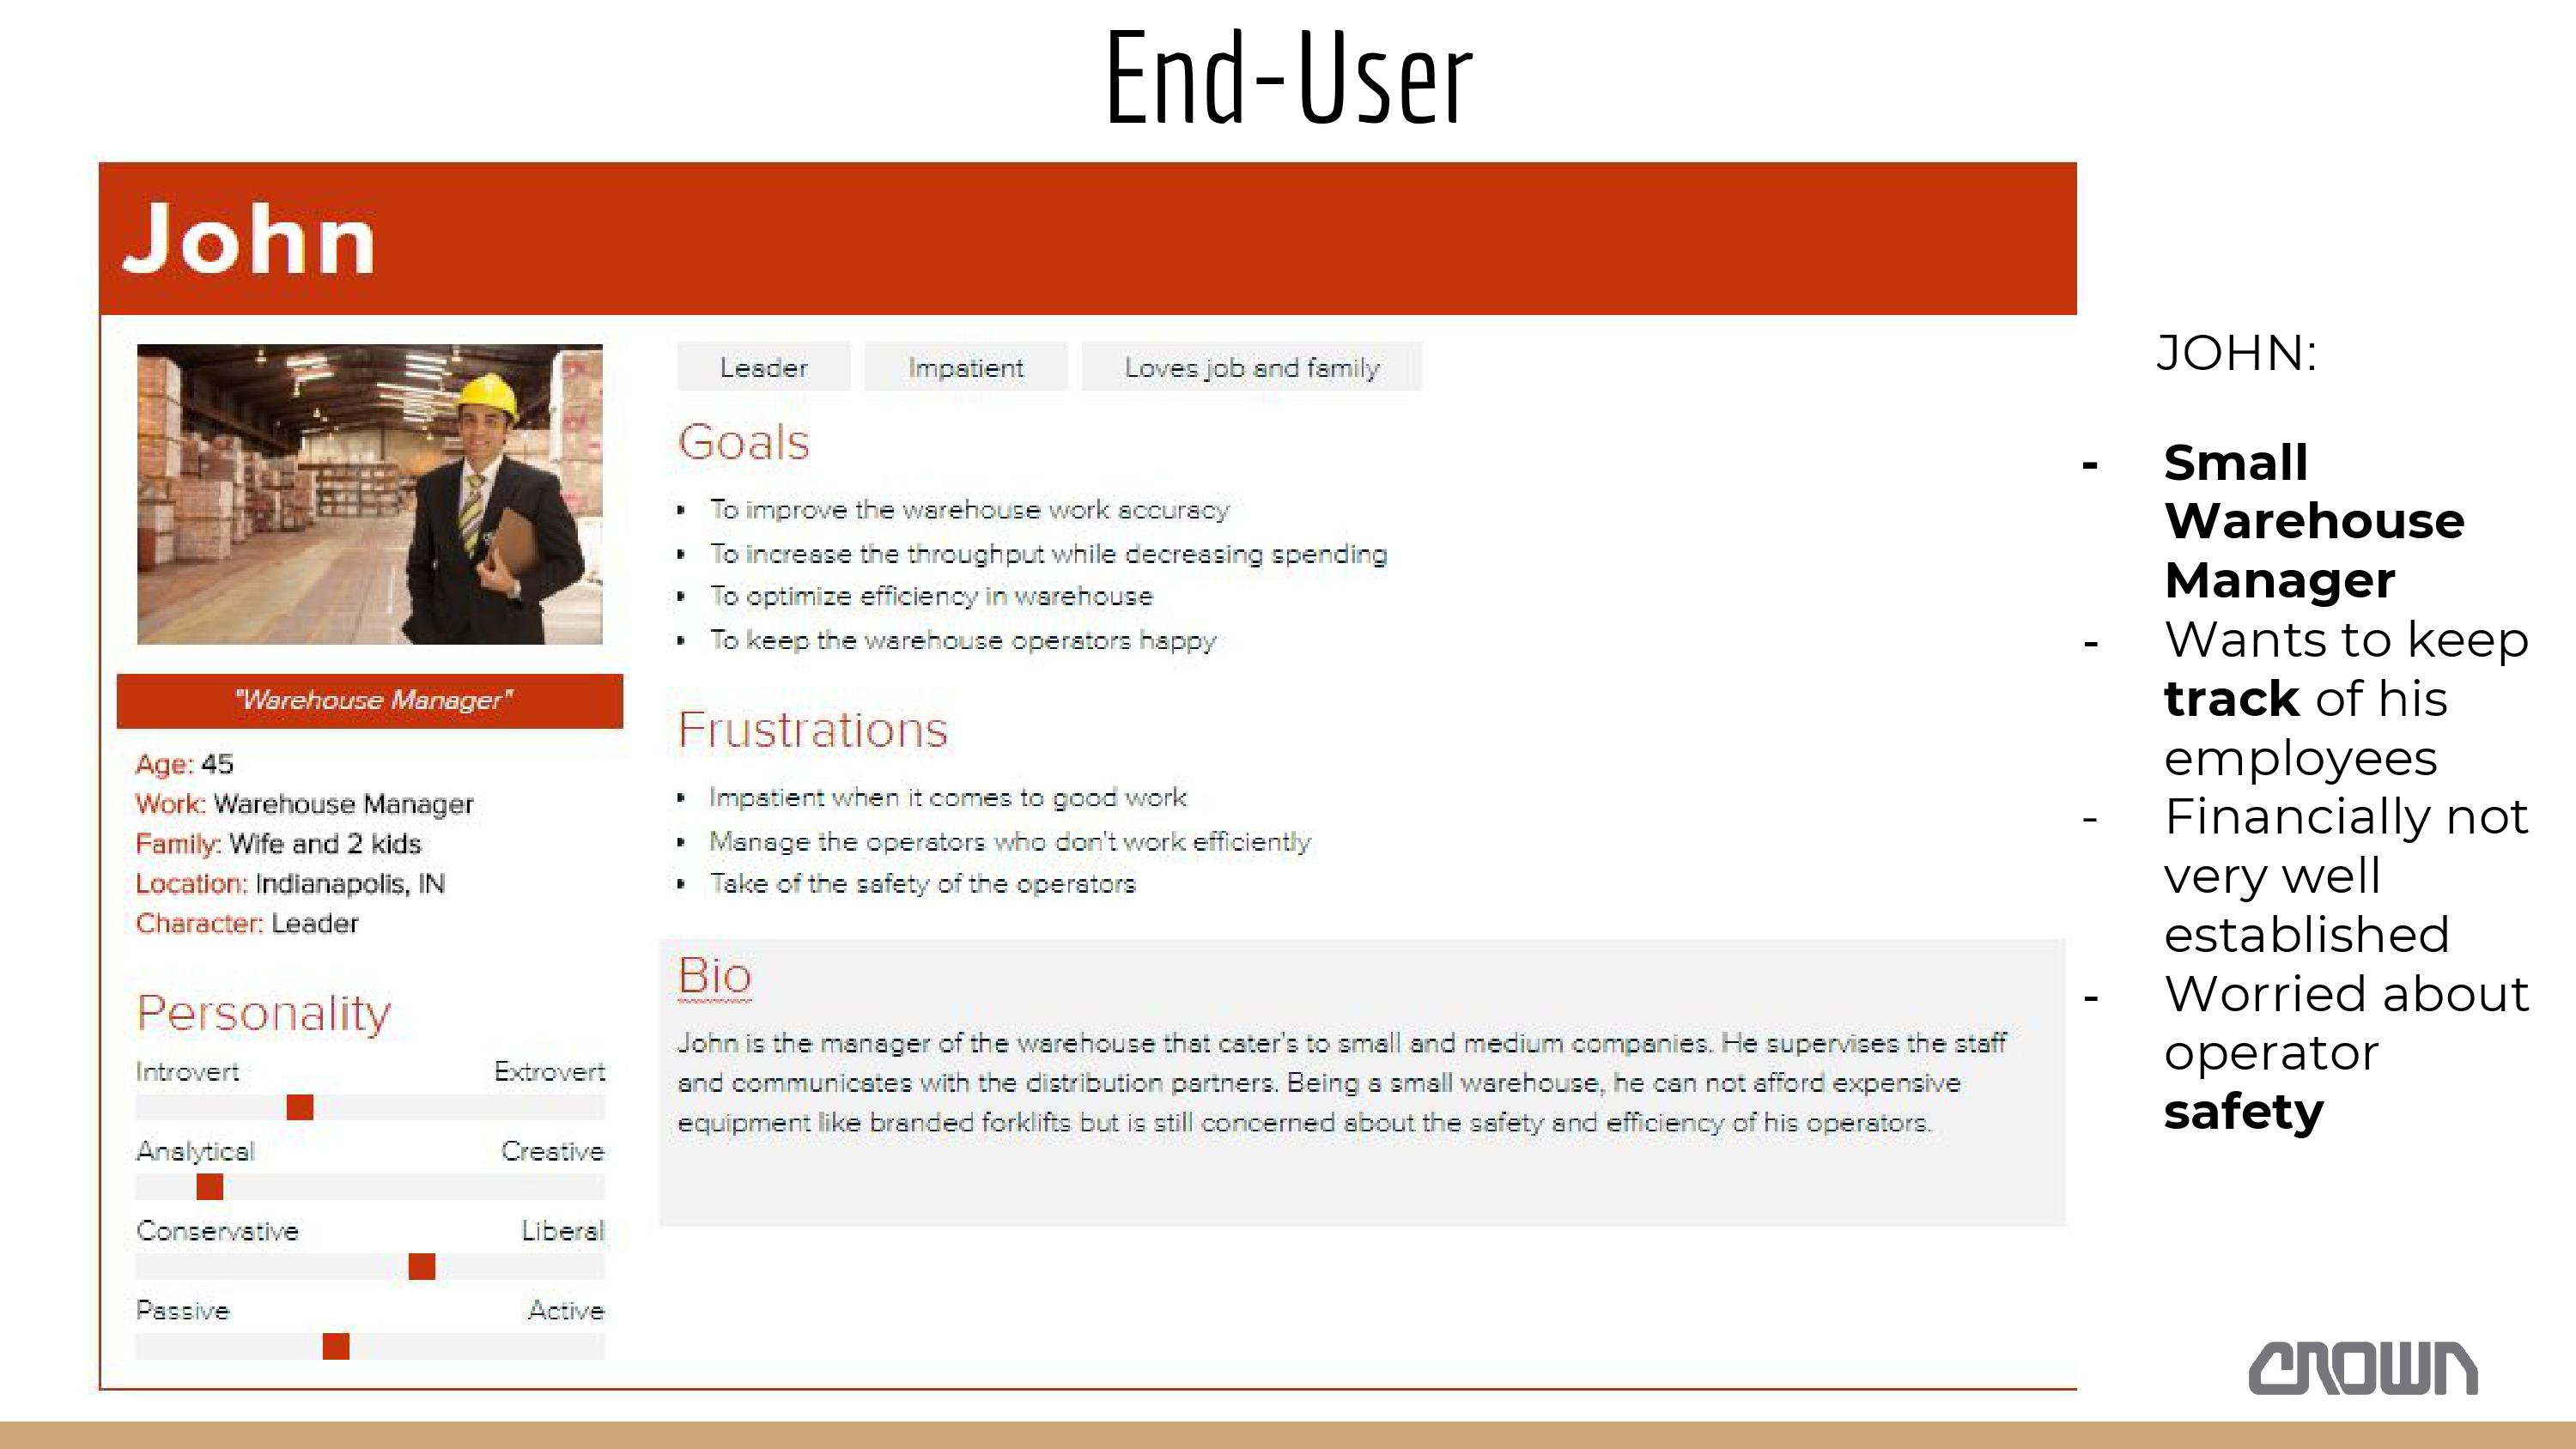 End-User
John
"Warehouse Manager"
Age: 45
Work: Warehouse Manager
Family: Wife and 2 kids
Location: Indianapolis, IN
Character: Leader
Personality
Introvert Extrovert
Analytical Creative
Conservative Liberal
Passive Active
Leader Impatient Loves job and family
Goals
▪ To improve the warehouse work accuracy
▪ To increase the throughput while decreasing spending
▪ To optimize efficiency in warehouse
▪ To keep the warehouse operators happy
Frustrations
▪ Impatient when it comes to good work
▪ Manage the operators who don't work efficiently
▪ Take of the safety of the operators
Bio
John is the manager of the warehouse that cater's to small and medium companies. He supervises the staff
and communicates with the distribution partners. Being a small warehouse, he can not afford expensive
equipment like branded forklifts but is still concerned about the safety and efficiency of his operators.
JOHN:
- Small
Warehouse
Manager
- Wants to keep
track of his
employees
- Financially not
very well
established
- Worried about
operator
safety
CROWN